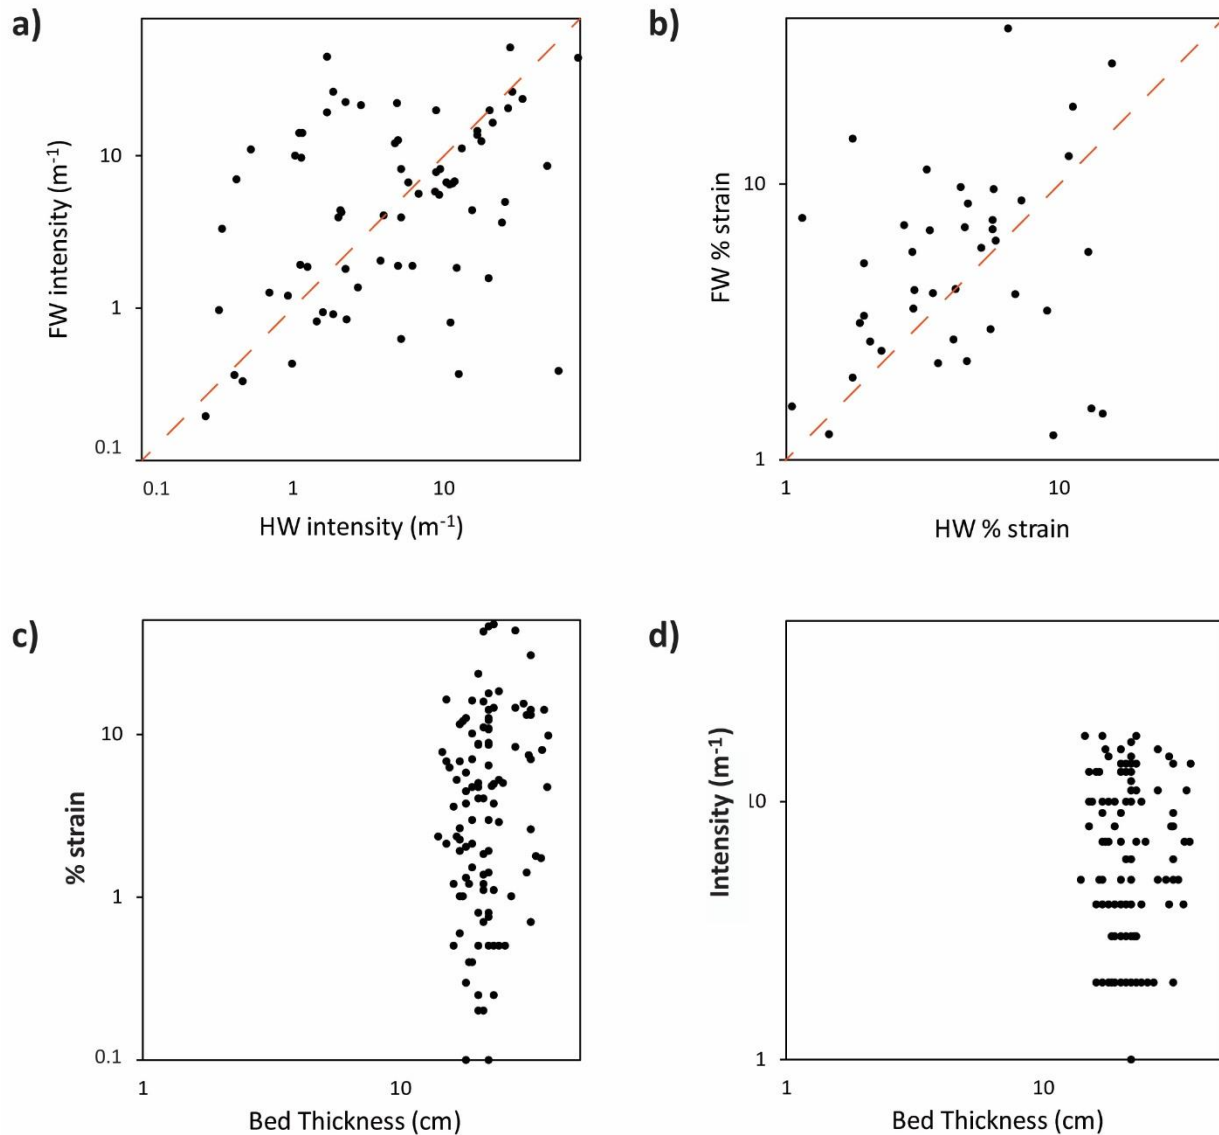 a)
FW intensity (m⁻¹)
10
1
0.1
0.1
1
10
HW intensity (m⁻¹)
b)
FW % strain
10
1
1
10
HW % strain
c)
% strain
10
1
0.1
1
10
Bed Thickness (cm)
d)
Intensity (m⁻¹)
10
1
1
10
Bed Thickness (cm)